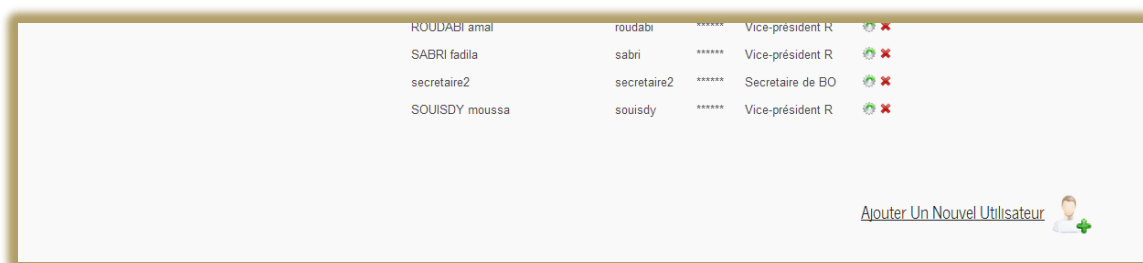 ROUDABI amal roudabi ****** Vice-président R
SABRI fadila sabri ****** Vice-président R
secretaire2 secretaire2 ****** Secretaire de BO
SOUISDY moussa souisdy ****** Vice-président R
Ajouter Un Nouvel Utilisateur